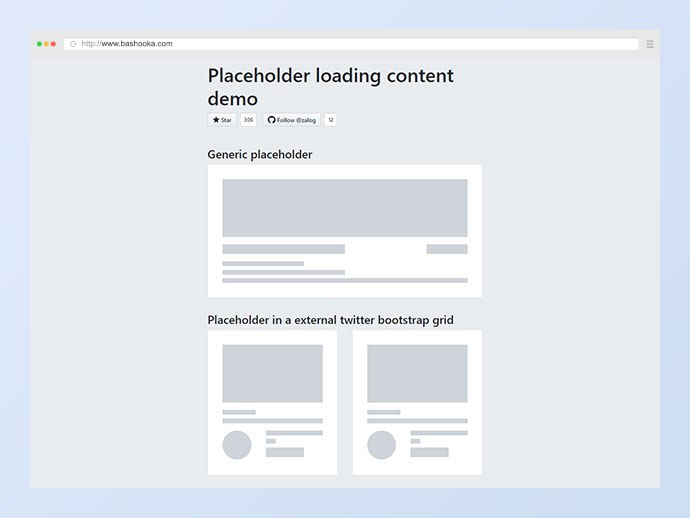 http://www.bashooka.com
Placeholder loading content
demo
Star 306 Follow @zalog 12
Generic placeholder
Placeholder in a external twitter bootstrap grid